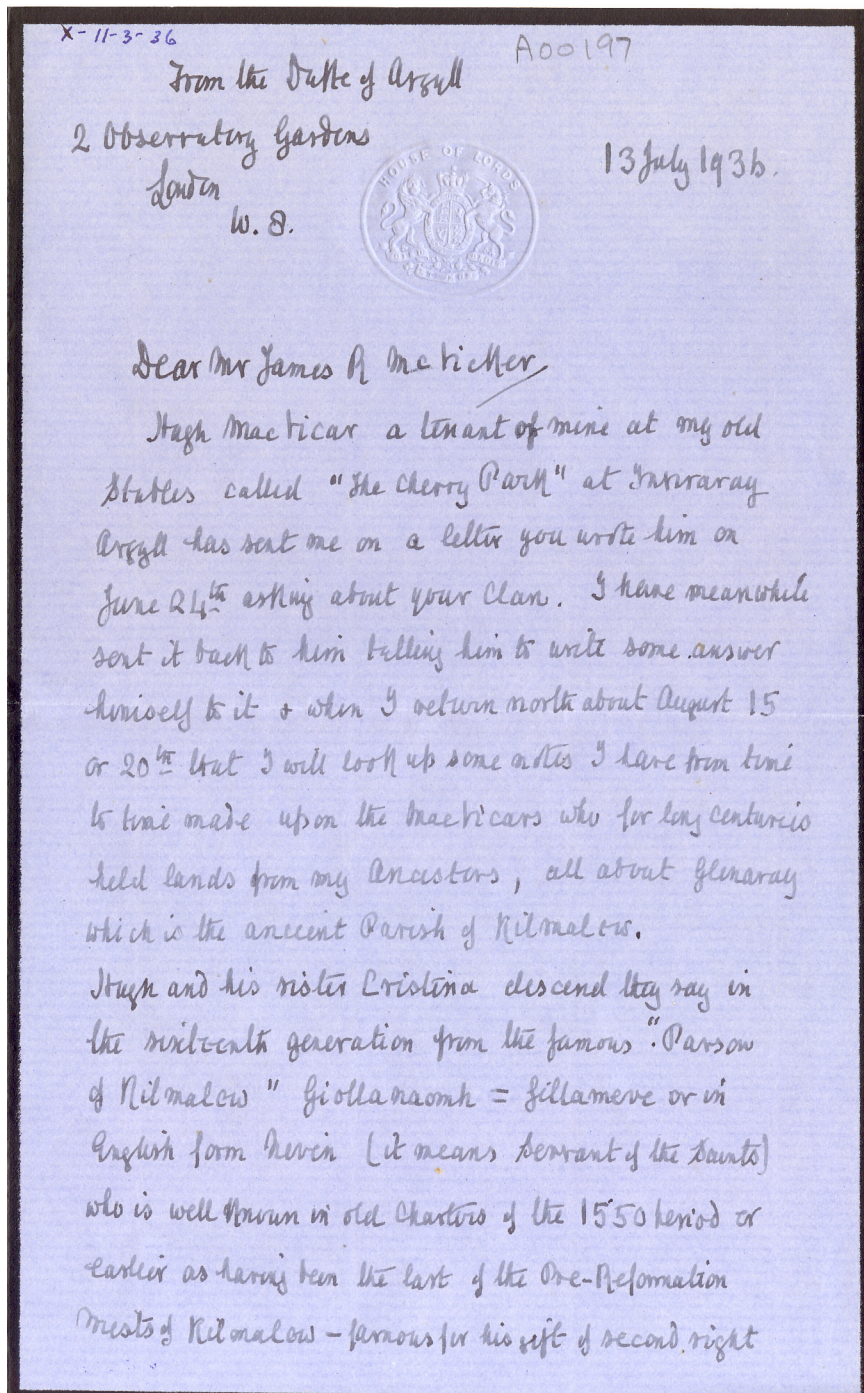 X - 11-3-36
A00197
From the Duke of Argyll
2 Observatory Gardens
London
W. 8.
13 July 1936.
HOUSE OF LORDS
Dear Mr James R McVicker
Hugh MacVicar a tenant of mine at my old
Stables called "The Cherry Park" at Inveraray
Argyll has sent me on a letter you wrote him on
June 24th asking about your Clan. I have meanwhile
sent it back to him telling him to write some answer
himself to it & when I return north about August 15
or 20th that I will look up some notes I have from time
to time made upon the MacVicars who for long centuries
held lands from my Ancestors, all about Glenaray
which is the ancient Parish of Kilmalew.
Hugh and his sister Cristina descend they say in
the sixteenth generation from the famous "Parson
of Kilmalew" Giollanaomh = Gillaneve or in
English form Nevin (it means Servant of the Saints)
who is well known in old Charters of the 1550 period or
earlier as having been the last of the Pre-Reformation
Priests of Kilmalew - famous for his gift of second sight